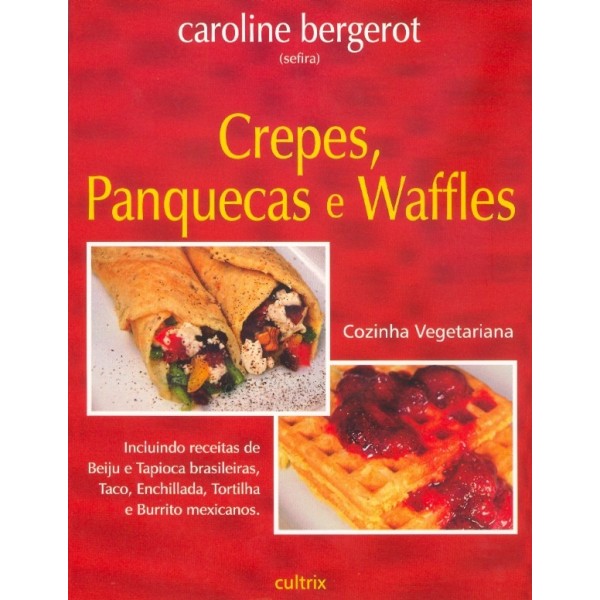 caroline bergerot
(sefira)
Crepes,
Panquecas e Waffles
Cozinha Vegetariana
Incluindo receitas de
Beiju e Tapioca brasileiras,
Taco, Enchillada, Tortilha
e Burrito mexicanos.
cultrix